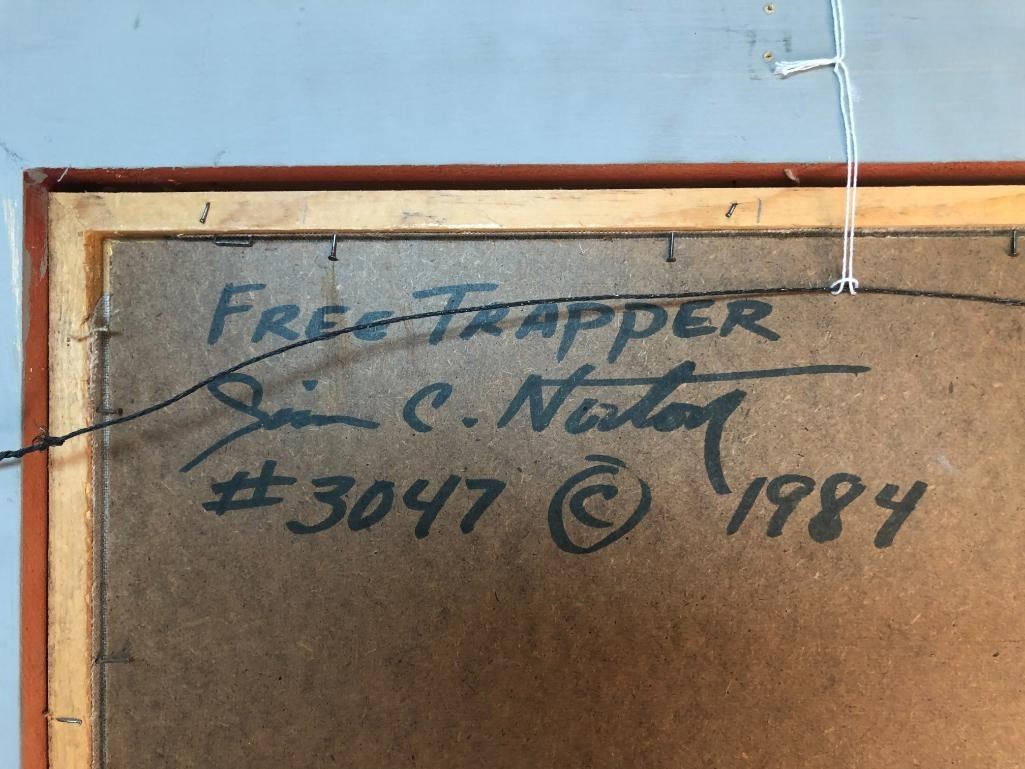 FREE TRAPPER
Jim C. Norton
#3047 © 1984